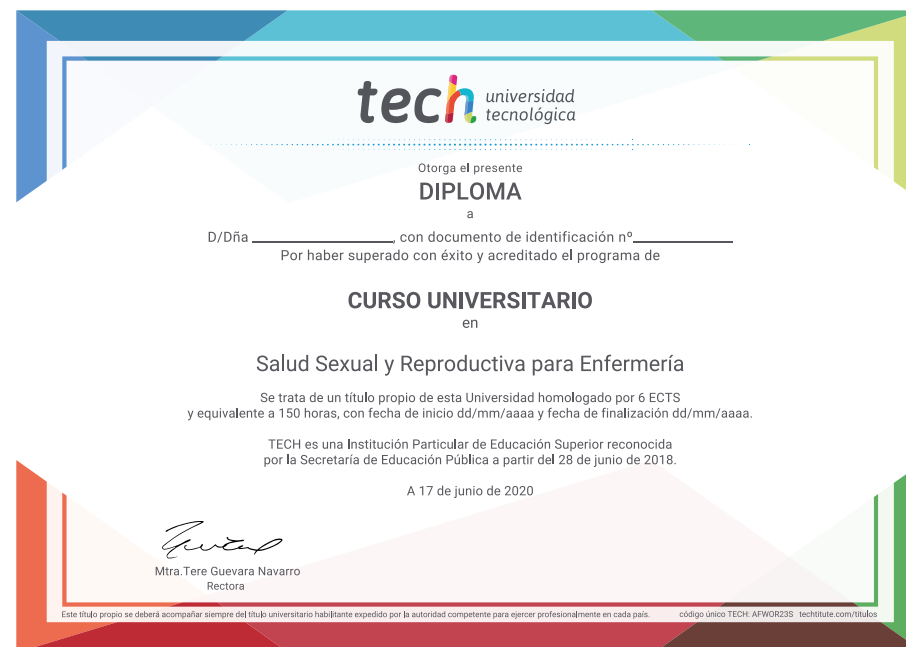 tech universidad
tecnológica
Otorga el presente
DIPLOMA
a
D/Dña ____________________, con documento de identificación nº______________
Por haber superado con éxito y acreditado el programa de
CURSO UNIVERSITARIO
en
Salud Sexual y Reproductiva para Enfermería
Se trata de un título propio de esta Universidad homologado por 6 ECTS
y equivalente a 150 horas, con fecha de inicio dd/mm/aaaa y fecha de finalización dd/mm/aaaa.
TECH es una Institución Particular de Educación Superior reconocida
por la Secretaría de Educación Pública a partir del 28 de junio de 2018.
A 17 de junio de 2020
Mtra.Tere Guevara Navarro
Rectora
Este título propio se deberá acompañar siempre del título universitario habilitante expedido por la autoridad competente para ejercer profesionalmente en cada país. código único TECH: AFWOR23S techtitute.com/titulos